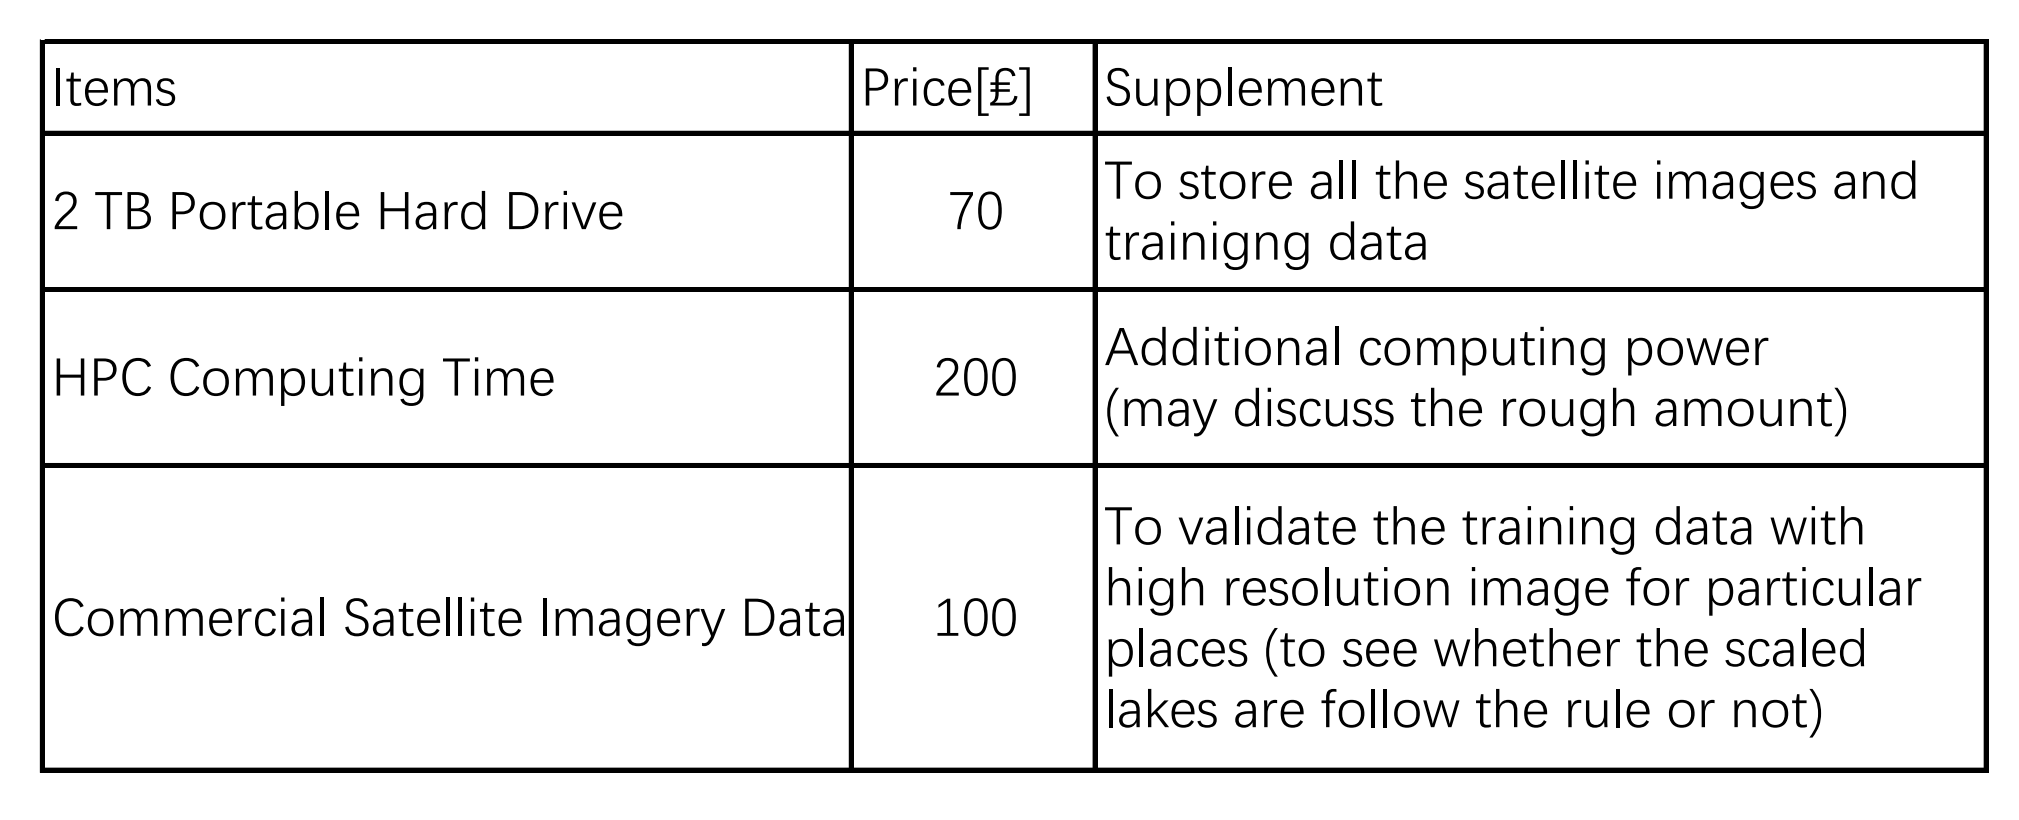 Items Price[₤] Supplement
2 TB Portable Hard Drive 70 To store all the satellite images and
trainigng data
HPC Computing Time 200 Additional computing power
(may discuss the rough amount)
Commercial Satellite Imagery Data 100 To validate the training data with
high resolution image for particular
places (to see whether the scaled
lakes are follow the rule or not)